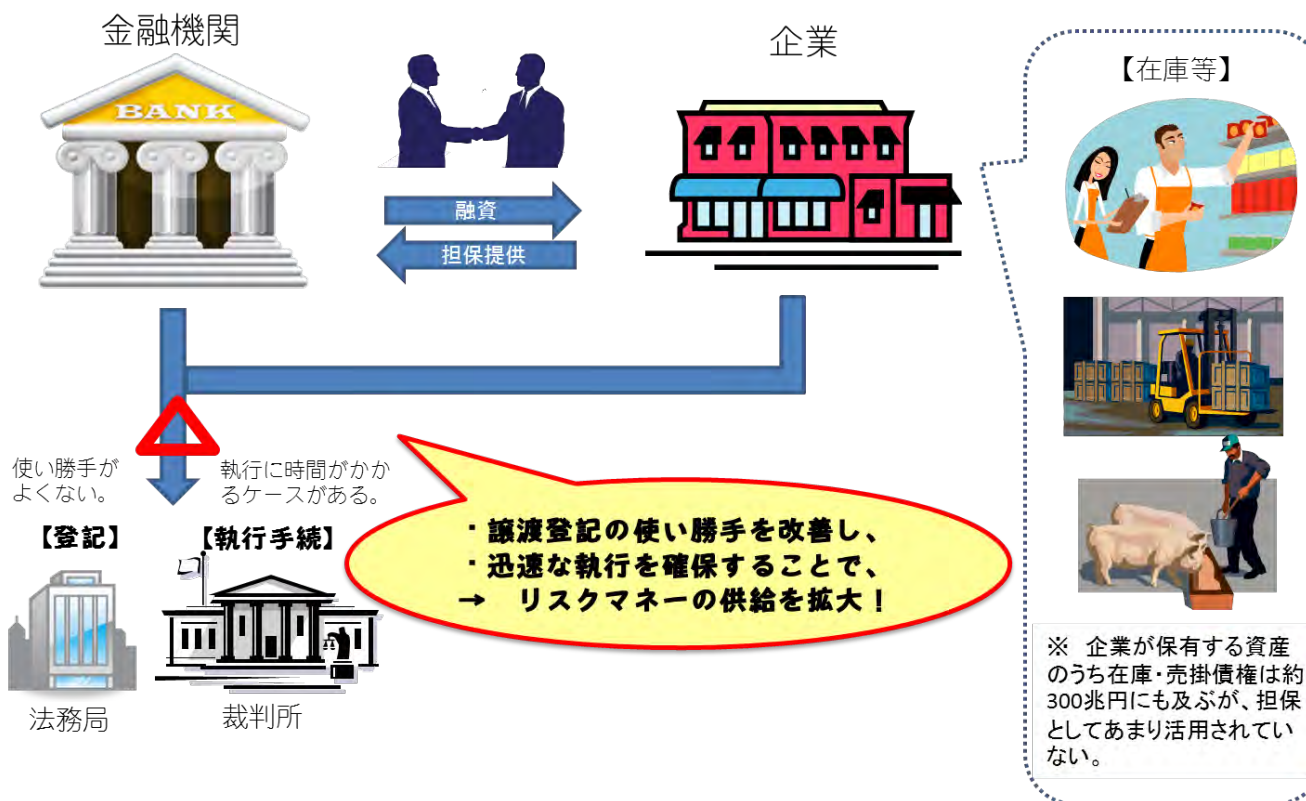 金融機関
BANK
企業
融資
担保提供
【在庫等】
使い勝手が
よくない。
執行に時間がかか
るケースがある。
【登記】
【執行手続】
法務局
裁判所
・譲渡登記の使い勝手を改善し、
・迅速な執行を確保することで、
→ リスクマネーの供給を拡大！
※ 企業が保有する資産
のうち在庫・売掛債権は約
300兆円にも及ぶが、担保
としてあまり活用されてい
ない。